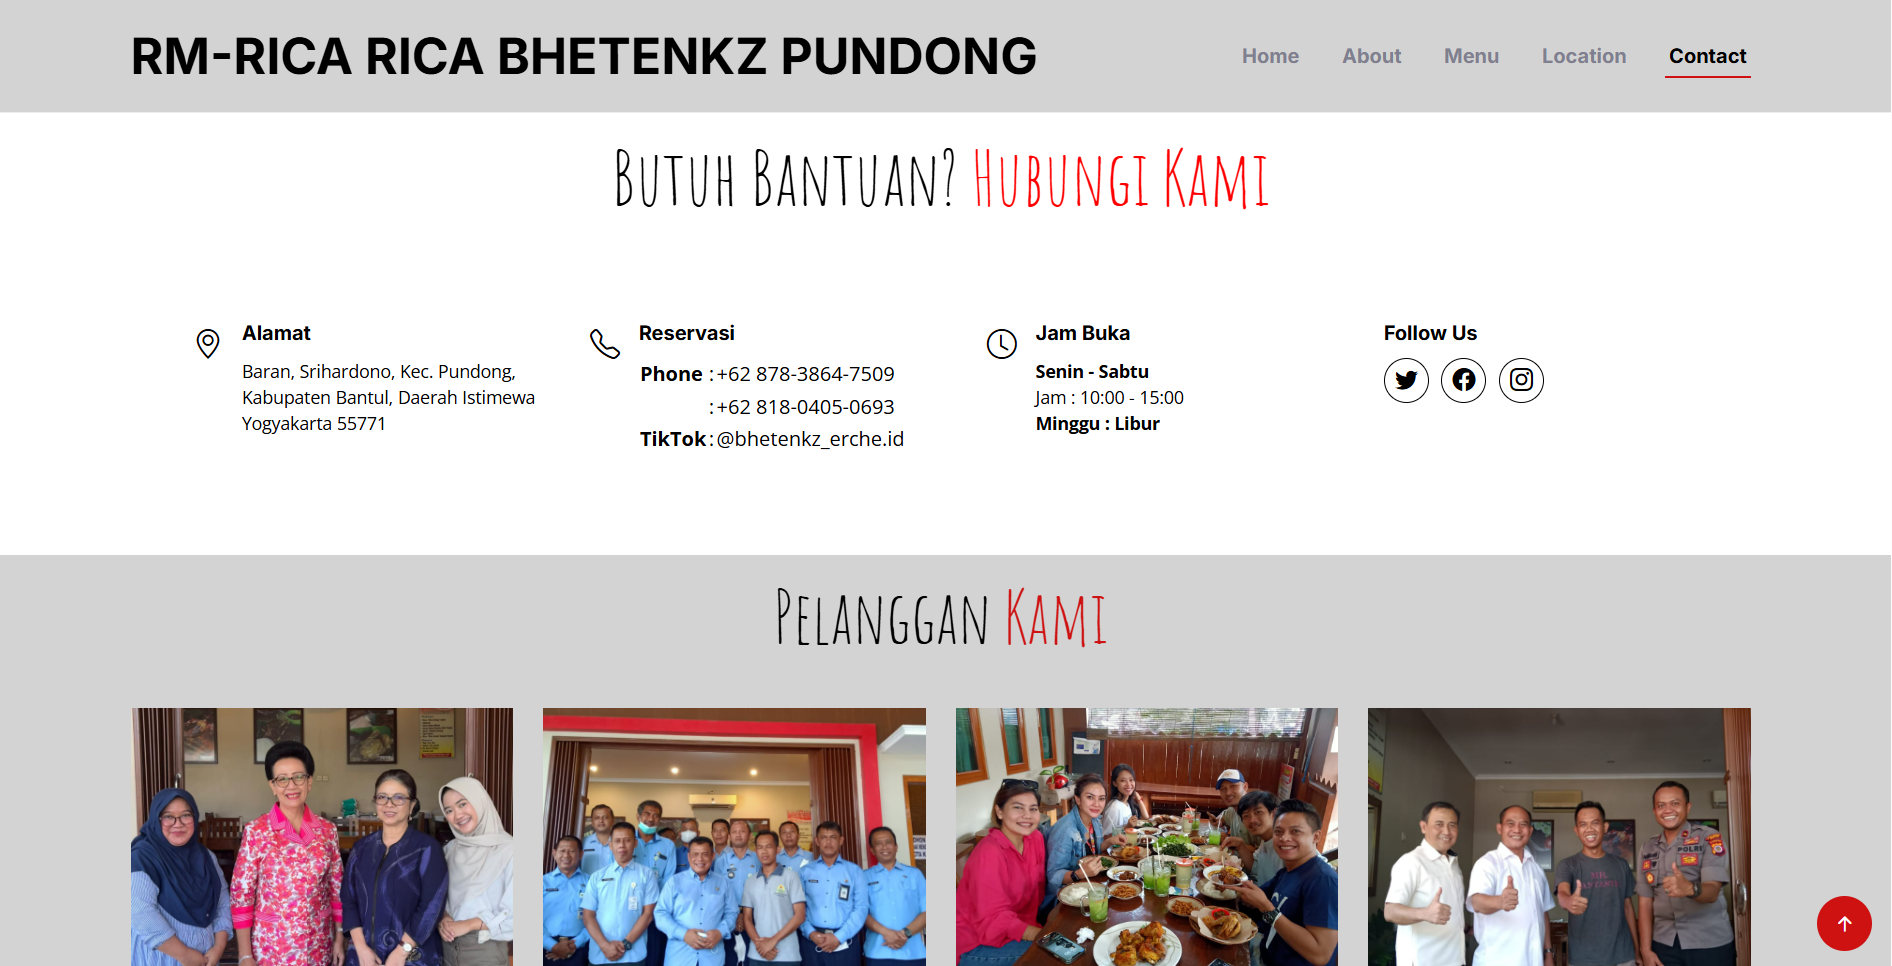 RM-RICA RICA BHETENKZ PUNDONG
Home About Menu Location Contact
Butuh Bantuan? Hubungi Kami
Alamat
Baran, Srihardono, Kec. Pundong,
Kabupaten Bantul, Daerah Istimewa
Yogyakarta 55771
Reservasi
Phone : +62 878-3864-7509
: +62 818-0405-0693
TikTok : @bhetenkz_erche.id
Jam Buka
Senin - Sabtu
Jam : 10:00 - 15:00
Minggu : Libur
Follow Us
Pelanggan Kami
POLRI